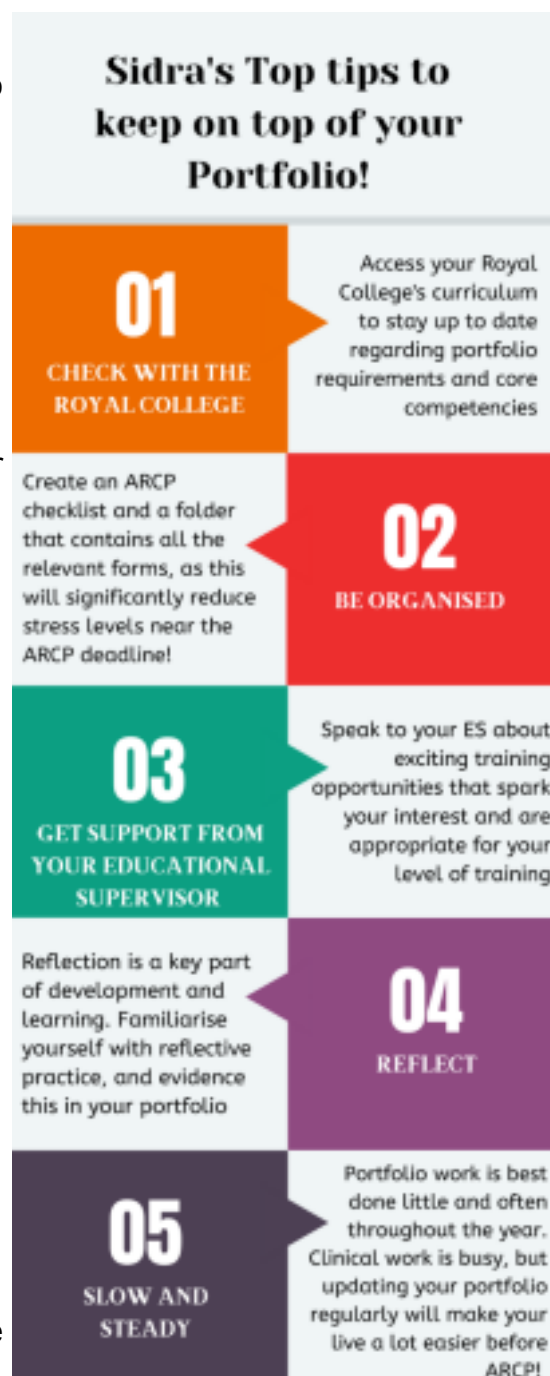 Sidra's Top tips to
keep on top of your
Portfolio!
01
CHECK WITH THE
ROYAL COLLEGE
Access your Royal
College's curriculum
to stay up to date
regarding portfolio
requirements and core
competencies
Create an ARCP
checklist and a folder
that contains all the
relevant forms, as this
will significantly reduce
stress levels near the
ARCP deadline!
02
BE ORGANISED
03
GET SUPPORT FROM
YOUR EDUCATIONAL
SUPERVISOR
Speak to your ES about
exciting training
opportunities that spark
your interest and are
appropriate for your
level of training
Reflection is a key part
of development and
learning. Familiarise
yourself with reflective
practice, and evidence
this in your portfolio
04
REFLECT
05
SLOW AND
STEADY
Portfolio work is best
done little and often
throughout the year.
Clinical work is busy, but
updating your portfolio
regularly will make your
live a lot easier before
ARCP!